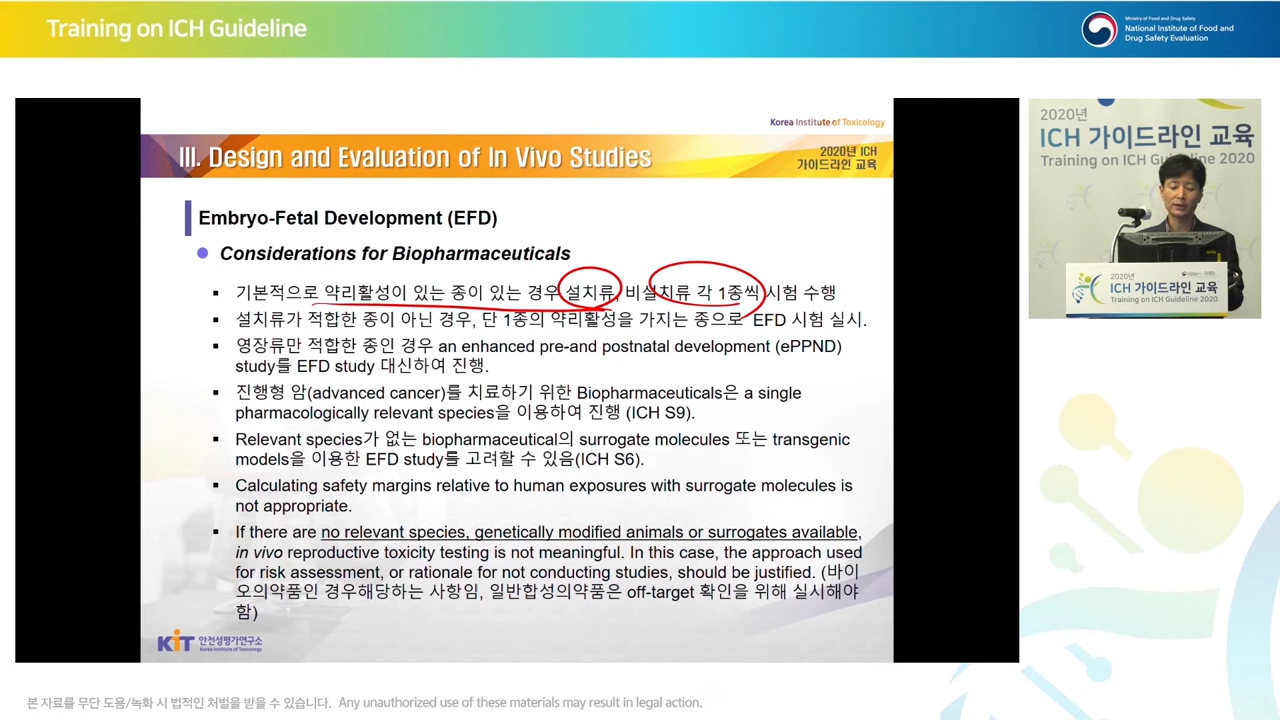 Training on ICH Guideline
Ministry of Food and Drug Safety
National Institute of Food and
Drug Safety Evaluation
Korea Institute of Toxicology
III. Design and Evaluation of In Vivo Studies
2020년 ICH
가이드라인 교육
Embryo-Fetal Development (EFD)
Considerations for Biopharmaceuticals
기본적으로 약리활성이 있는 종이 있는 경우 설치류, 비설치류 각 1종씩 시험 수행
설치류가 적합한 종이 아닌 경우, 단 1종의 약리활성을 가지는 종으로 EFD 시험 실시.
영장류만 적합한 종인 경우 an enhanced pre-and postnatal development (ePPND)
study를 EFD study 대신하여 진행.
진행형 암(advanced cancer)를 치료하기 위한 Biopharmaceuticals은 a single
pharmacologically relevant species을 이용하여 진행 (ICH S9).
Relevant species가 없는 biopharmaceutical의 surrogate molecules 또는 transgenic
models을 이용한 EFD study를 고려할 수 있음(ICH S6).
Calculating safety margins relative to human exposures with surrogate molecules is
not appropriate.
If there are no relevant species, genetically modified animals or surrogates available,
in vivo reproductive toxicity testing is not meaningful. In this case, the approach used
for risk assessment, or rationale for not conducting studies, should be justified. (바이
오의약품인 경우해당하는 사항임, 일반합성의약품은 off-target 확인을 위해 실시해야
함)
KIT 안전성평가연구소
Korea Institute of Toxicology
2020년
ICH 가이드라인 교육
Training on ICH Guideline 2020
2020년
ICH 가이드라인 교육
Training on ICH Guideline 2020
본 자료를 무단 도용/녹화 시 법적인 처벌을 받을 수 있습니다. Any unauthorized use of these materials may result in legal action.